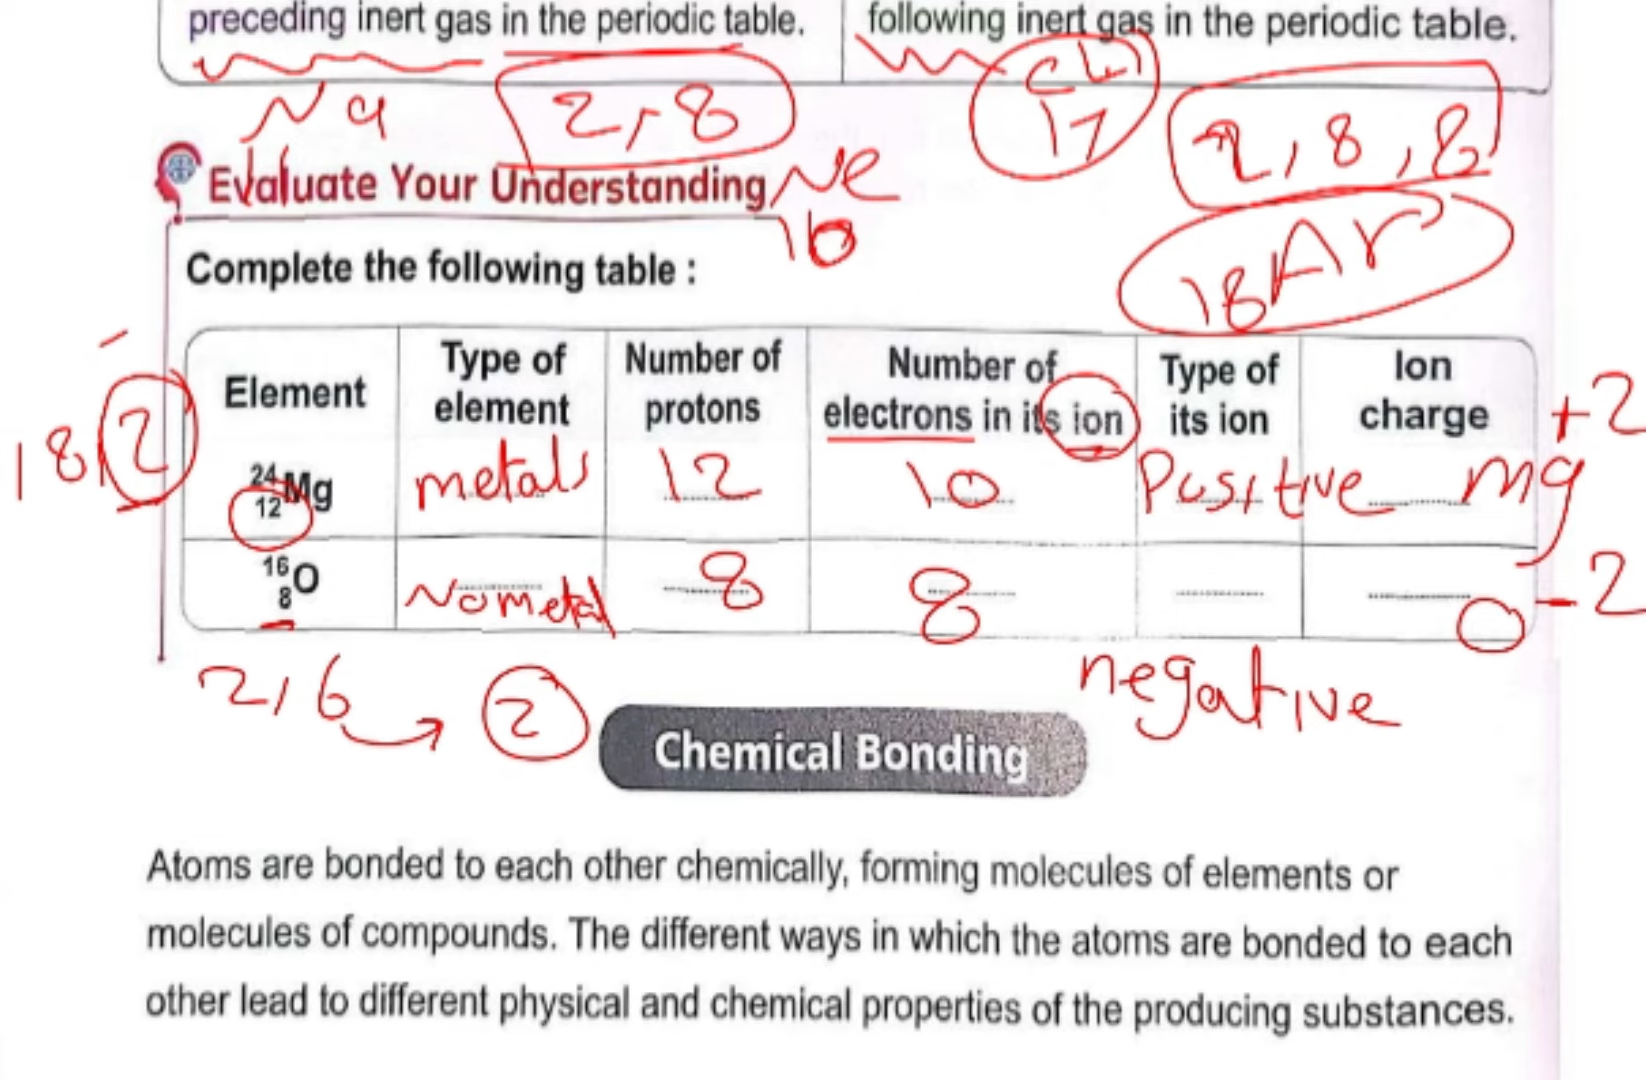 preceding inert gas in the periodic table.
following inert gas in the periodic table.
Na 2, 8
17
2, 8, 8
Evaluate Your Understanding
Ne
10
18 Ar
Complete the following table :
Element
Type of element
Number of protons
Number of electrons in its ion
Type of its ion
Ion charge
+2
18, 2
24 12 Mg
metals
12
10
Positive
Mg
16 8 O
Nometal
8
8
O -2
2, 6
2
negative
Chemical Bonding
Atoms are bonded to each other chemically, forming molecules of elements or
molecules of compounds. The different ways in which the atoms are bonded to each
other lead to different physical and chemical properties of the producing substances.